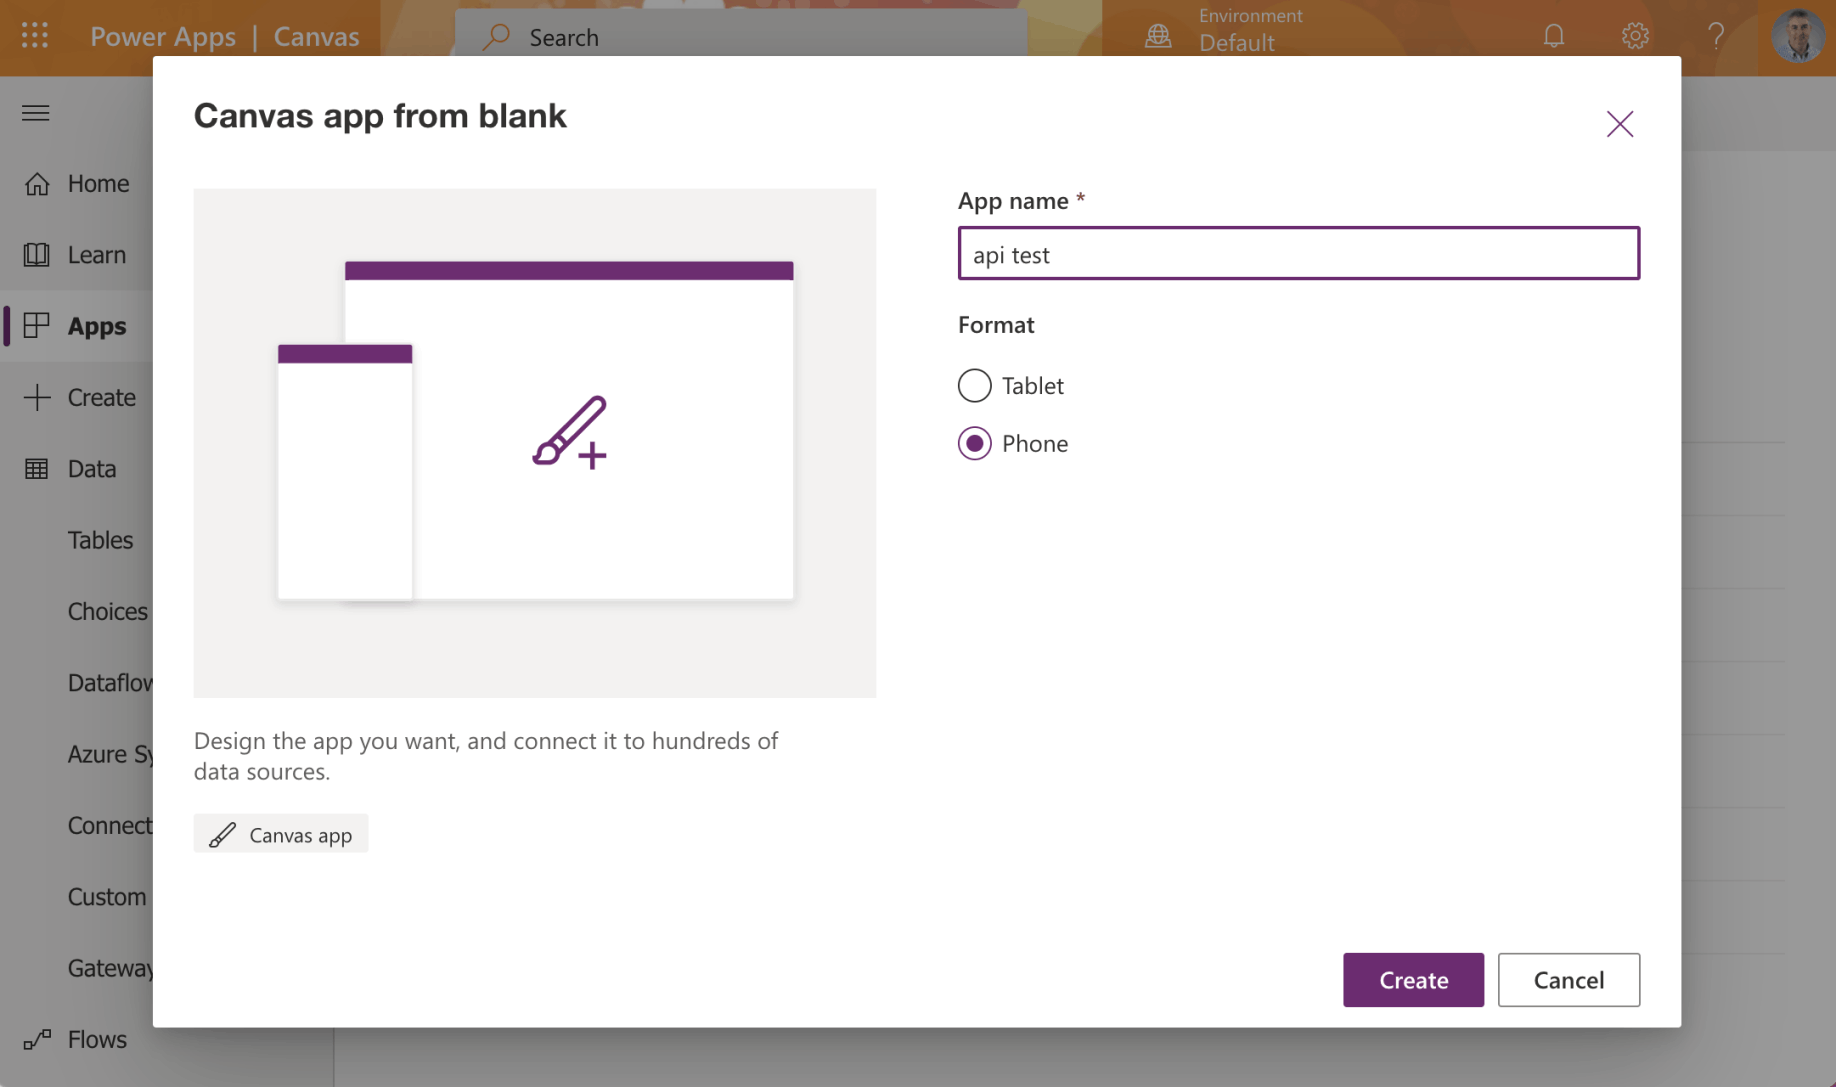 Power Apps | Canvas
Search
Environment
Default
Canvas app from blank
Home
Learn
Apps
Create
Data
Tables
Choices
Dataflow
Azure Sy
Connect
Custom
Gateway
Flows
App name *
api test
Format
Tablet
Phone
Design the app you want, and connect it to hundreds of
data sources.
Canvas app
Create
Cancel